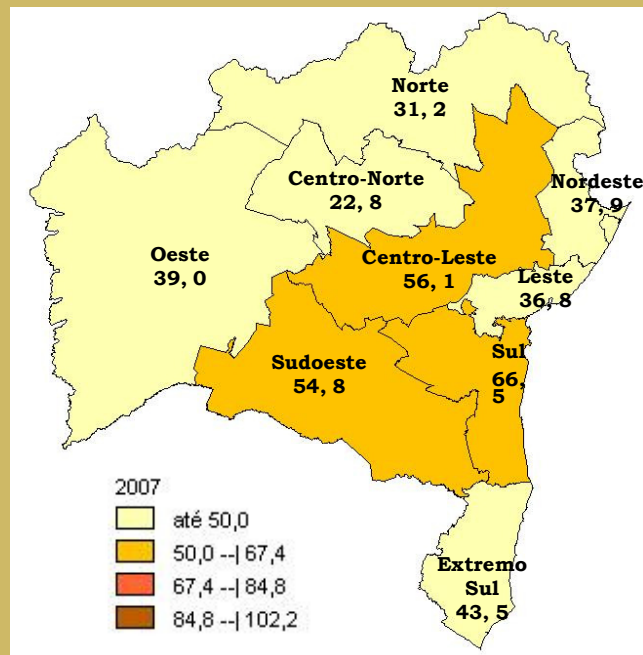 Norte
31, 2
Centro-Norte
22, 8
Nordeste
37, 9
Oeste
39, 0
Centro-Leste
56, 1
Leste
36, 8
Sudoeste
54, 8
Sul
66,
5
Extremo
Sul
43, 5
2007
até 50,0
50,0 --| 67,4
67,4 --| 84,8
84,8 --| 102,2